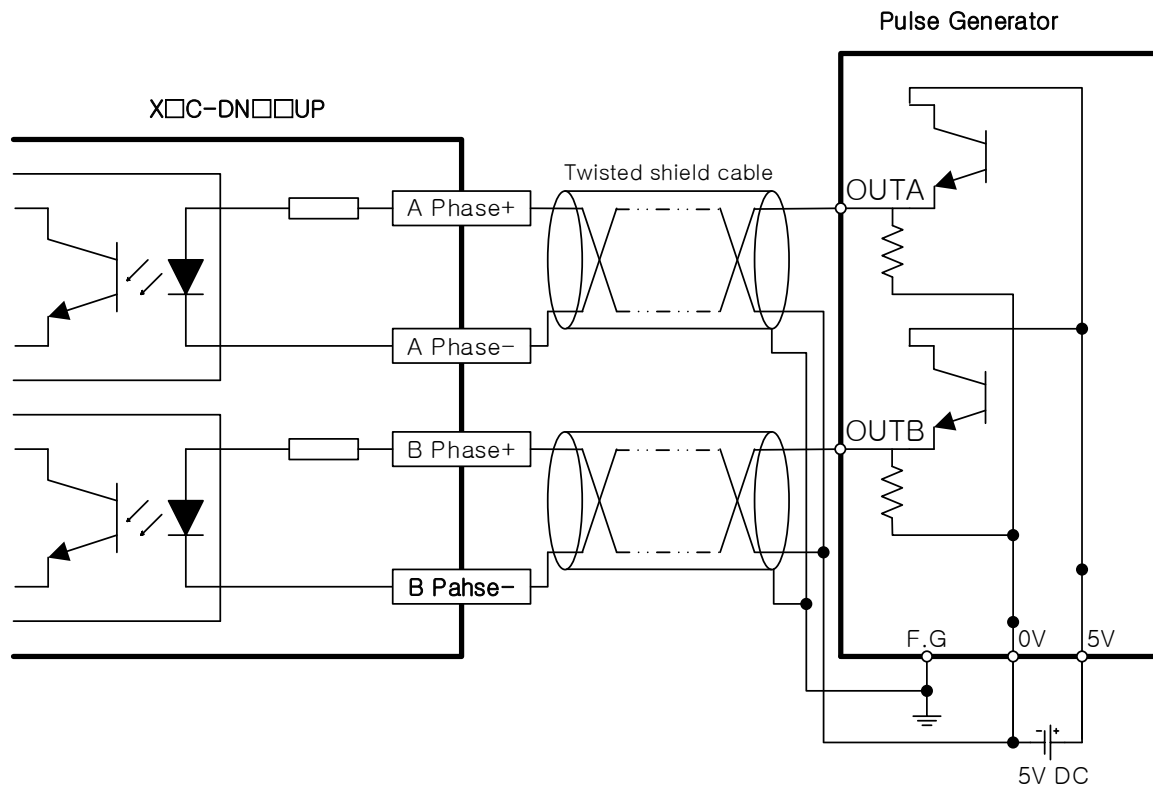 Pulse Generator
X□C-DN□□UP
Twisted shield cable
OUTA
A Phase+
A Phase-
OUTB
B Phase+
B Pahse-
F.G
0V
5V
- +
5V DC